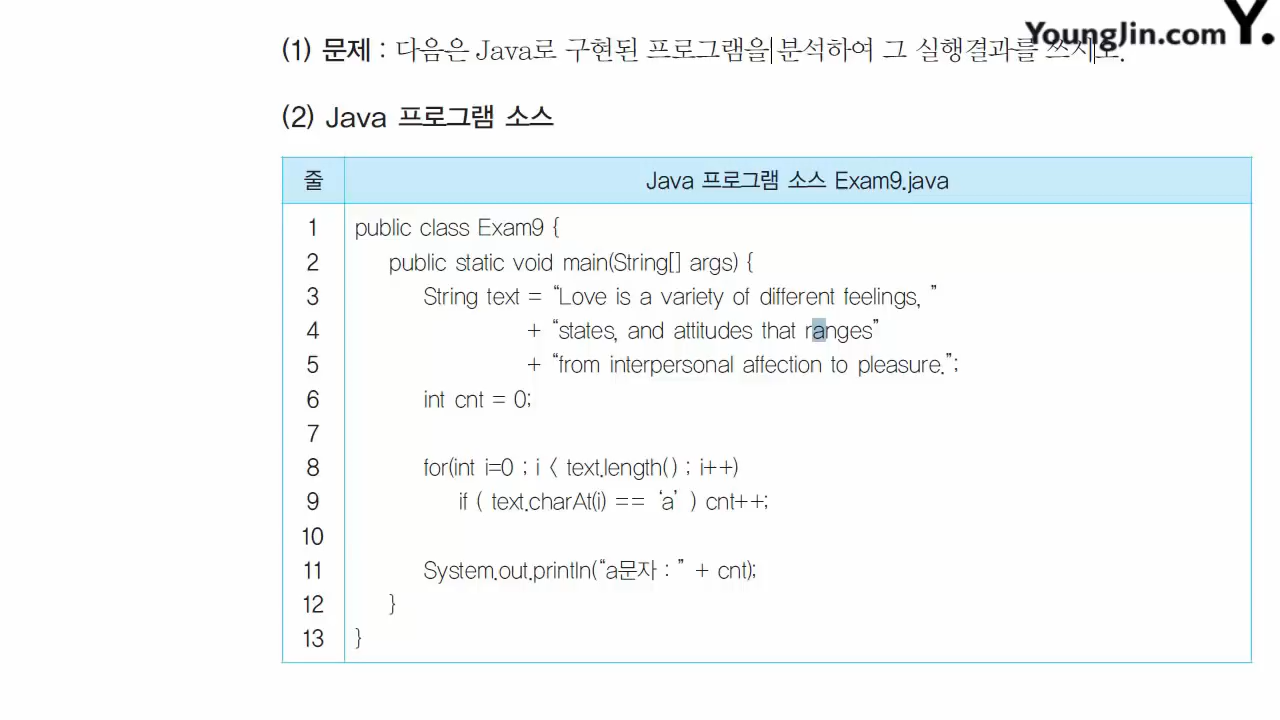 YoungJin.com Y.
(1) 문제 : 다음은 Java로 구현된 프로그램을 분석하여 그 실행결과를 쓰시오.
(2) Java 프로그램 소스
줄 Java 프로그램 소스 Exam9.java
1 public class Exam9 {
2 public static void main(String[] args) {
3 String text = “Love is a variety of different feelings, ”
4 + “states, and attitudes that ranges”
5 + “from interpersonal affection to pleasure.”;
6 int cnt = 0;
7
8 for(int i=0 ; i < text.length( ) ; i++)
9 if ( text.charAt(i) == ‘a’ ) cnt++;
10
11 System.out.println(“a문자 : ” + cnt);
12 }
13 }